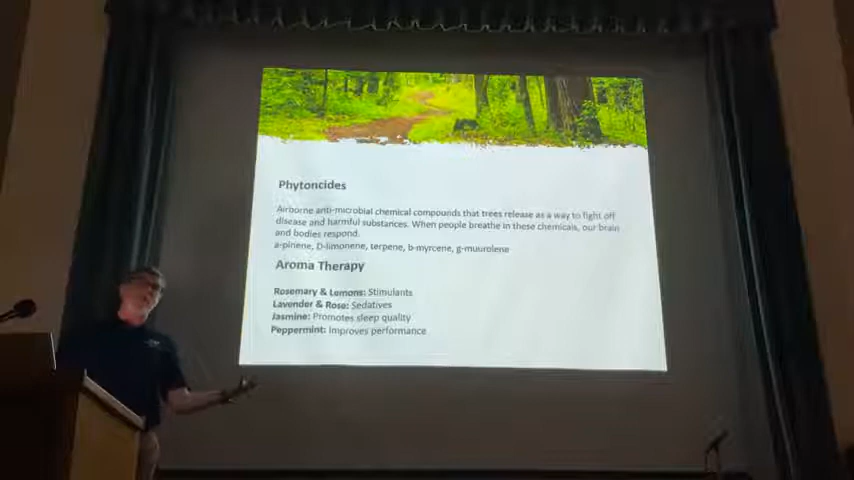 Phytoncides
Airborne anti-microbial chemical compounds that trees release as a way to fight off
disease and harmful substances. When people breathe in these chemicals, our brain
and bodies respond.
a-pinene, D-limonene, terpene, b-myrcene, g-muurolene
Aroma Therapy
Rosemary & Lemons: Stimulants
Lavender & Rose: Sedatives
Jasmine: Promotes sleep quality
Peppermint: Improves performance